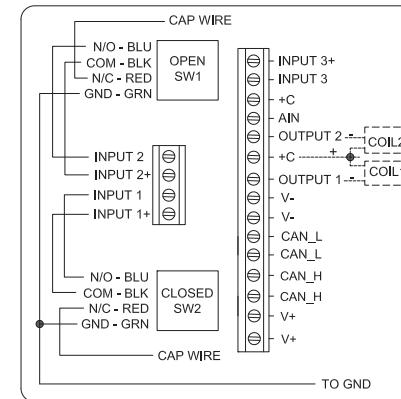 CAP WIRE
N/O - BLU
COM - BLK
N/C - RED
GND - GRN
OPEN
SW1
INPUT 2
INPUT 2+
INPUT 1
INPUT 1+
N/O - BLU
COM - BLK
N/C - RED
GND - GRN
CLOSED
SW2
CAP WIRE
TO GND
INPUT 3+
INPUT 3
+C
AIN
OUTPUT 2 -
+C +
OUTPUT 1 -
V-
V-
CAN_L
CAN_L
CAN_H
CAN_H
V+
V+
COIL2